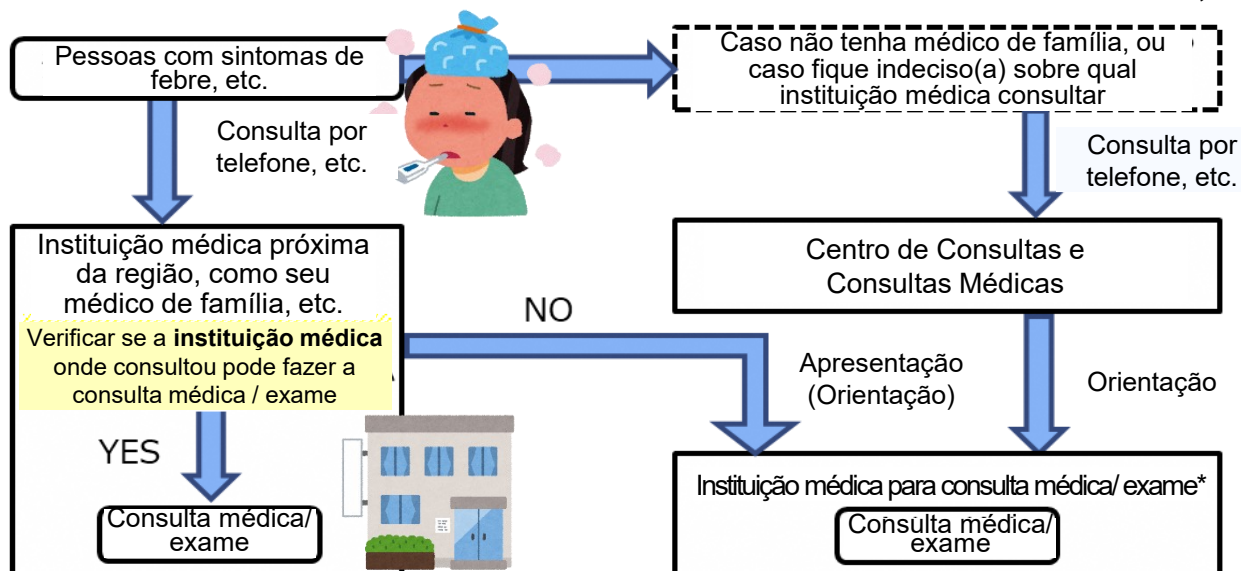 Pessoas com sintomas de
febre, etc.
Caso não tenha médico de família, ou
caso fique indeciso(a) sobre qual
instituição médica consultar
Consulta por
telefone, etc.
Consulta por
telefone, etc.
Instituição médica próxima
da região, como seu
médico de família, etc.
Verificar se a instituição médica
onde consultou pode fazer a
consulta médica / exame
Centro de Consultas e
Consultas Médicas
NO
Apresentação
(Orientação)
Orientação
YES
Consulta médica/
exame
Instituição médica para consulta médica/ exame*
Consulta médica/
exame